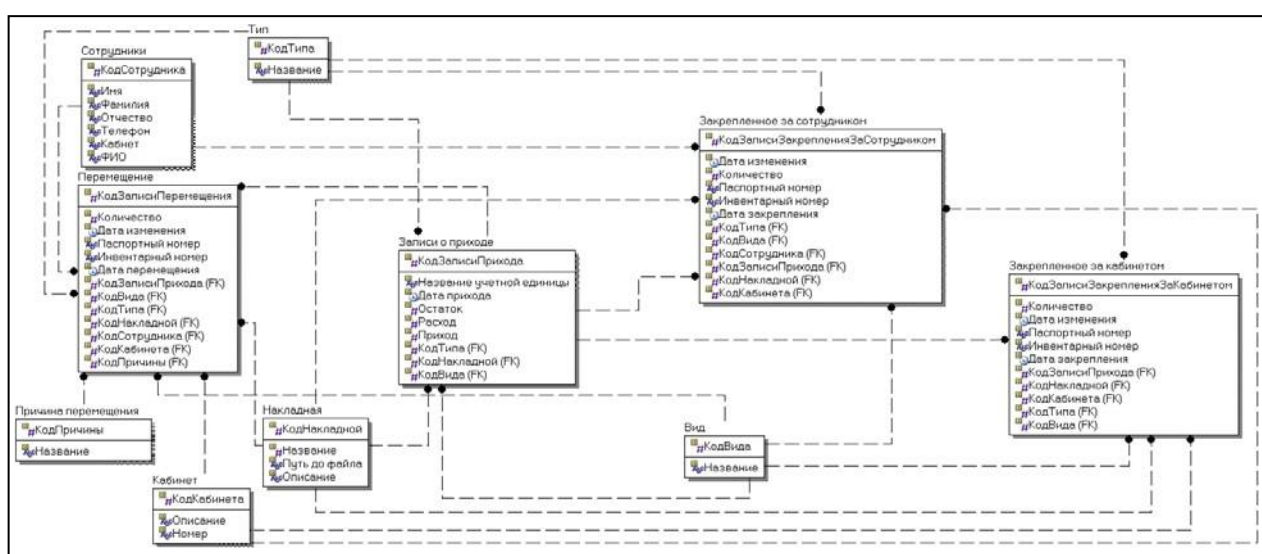 Тип
КодТипа
Название
Сотрудники
КодСотрудника
Имя
Фамилия
Отчество
Телефон
Кабнет
ФИО
Перемещение
КодЗаписиПеремещения
Количество
Дата изменения
Паспортный номер
Инвентарный номер
Дата перемещения
КодЗаписиПрихода (FK)
КодВида (FK)
КодТипа (FK)
КодНакладной (FK)
КодСотрудника (FK)
КодКабинета (FK)
КодПричины (FK)
Причина перемещения
КодПричины
Название
Кабинет
КодКабинета
Описание
Номер
Накладная
КодНакладной
Название
Путь до файла
Описание
Записи о приходе
КодЗаписиПрихода
Название учетной единицы
Дата прихода
Остаток
Расход
Приход
КодТипа (FK)
КодНакладной (FK)
КодВида (FK)
Закрепленное за сотрудником
КодЗаписиЗакрепленияЗаСотрудником
Дата изменения
Количество
Паспортный номер
Инвентарный номер
Дата закрепления
КодТипа (FK)
КодВида (FK)
КодСотрудника (FK)
КодЗаписиПрихода (FK)
КодНакладной (FK)
КодКабинета (FK)
Вид
КодВида
Название
Закрепленное за кабинетом
КодЗаписиЗакрепленияЗаКабинетом
Количество
Дата изменения
Паспортный номер
Инвентарный номер
Дата закрепления
КодЗаписиПрихода (FK)
КодНакладной (FK)
КодКабинета (FK)
КодТипа (FK)
КодВида (FK)